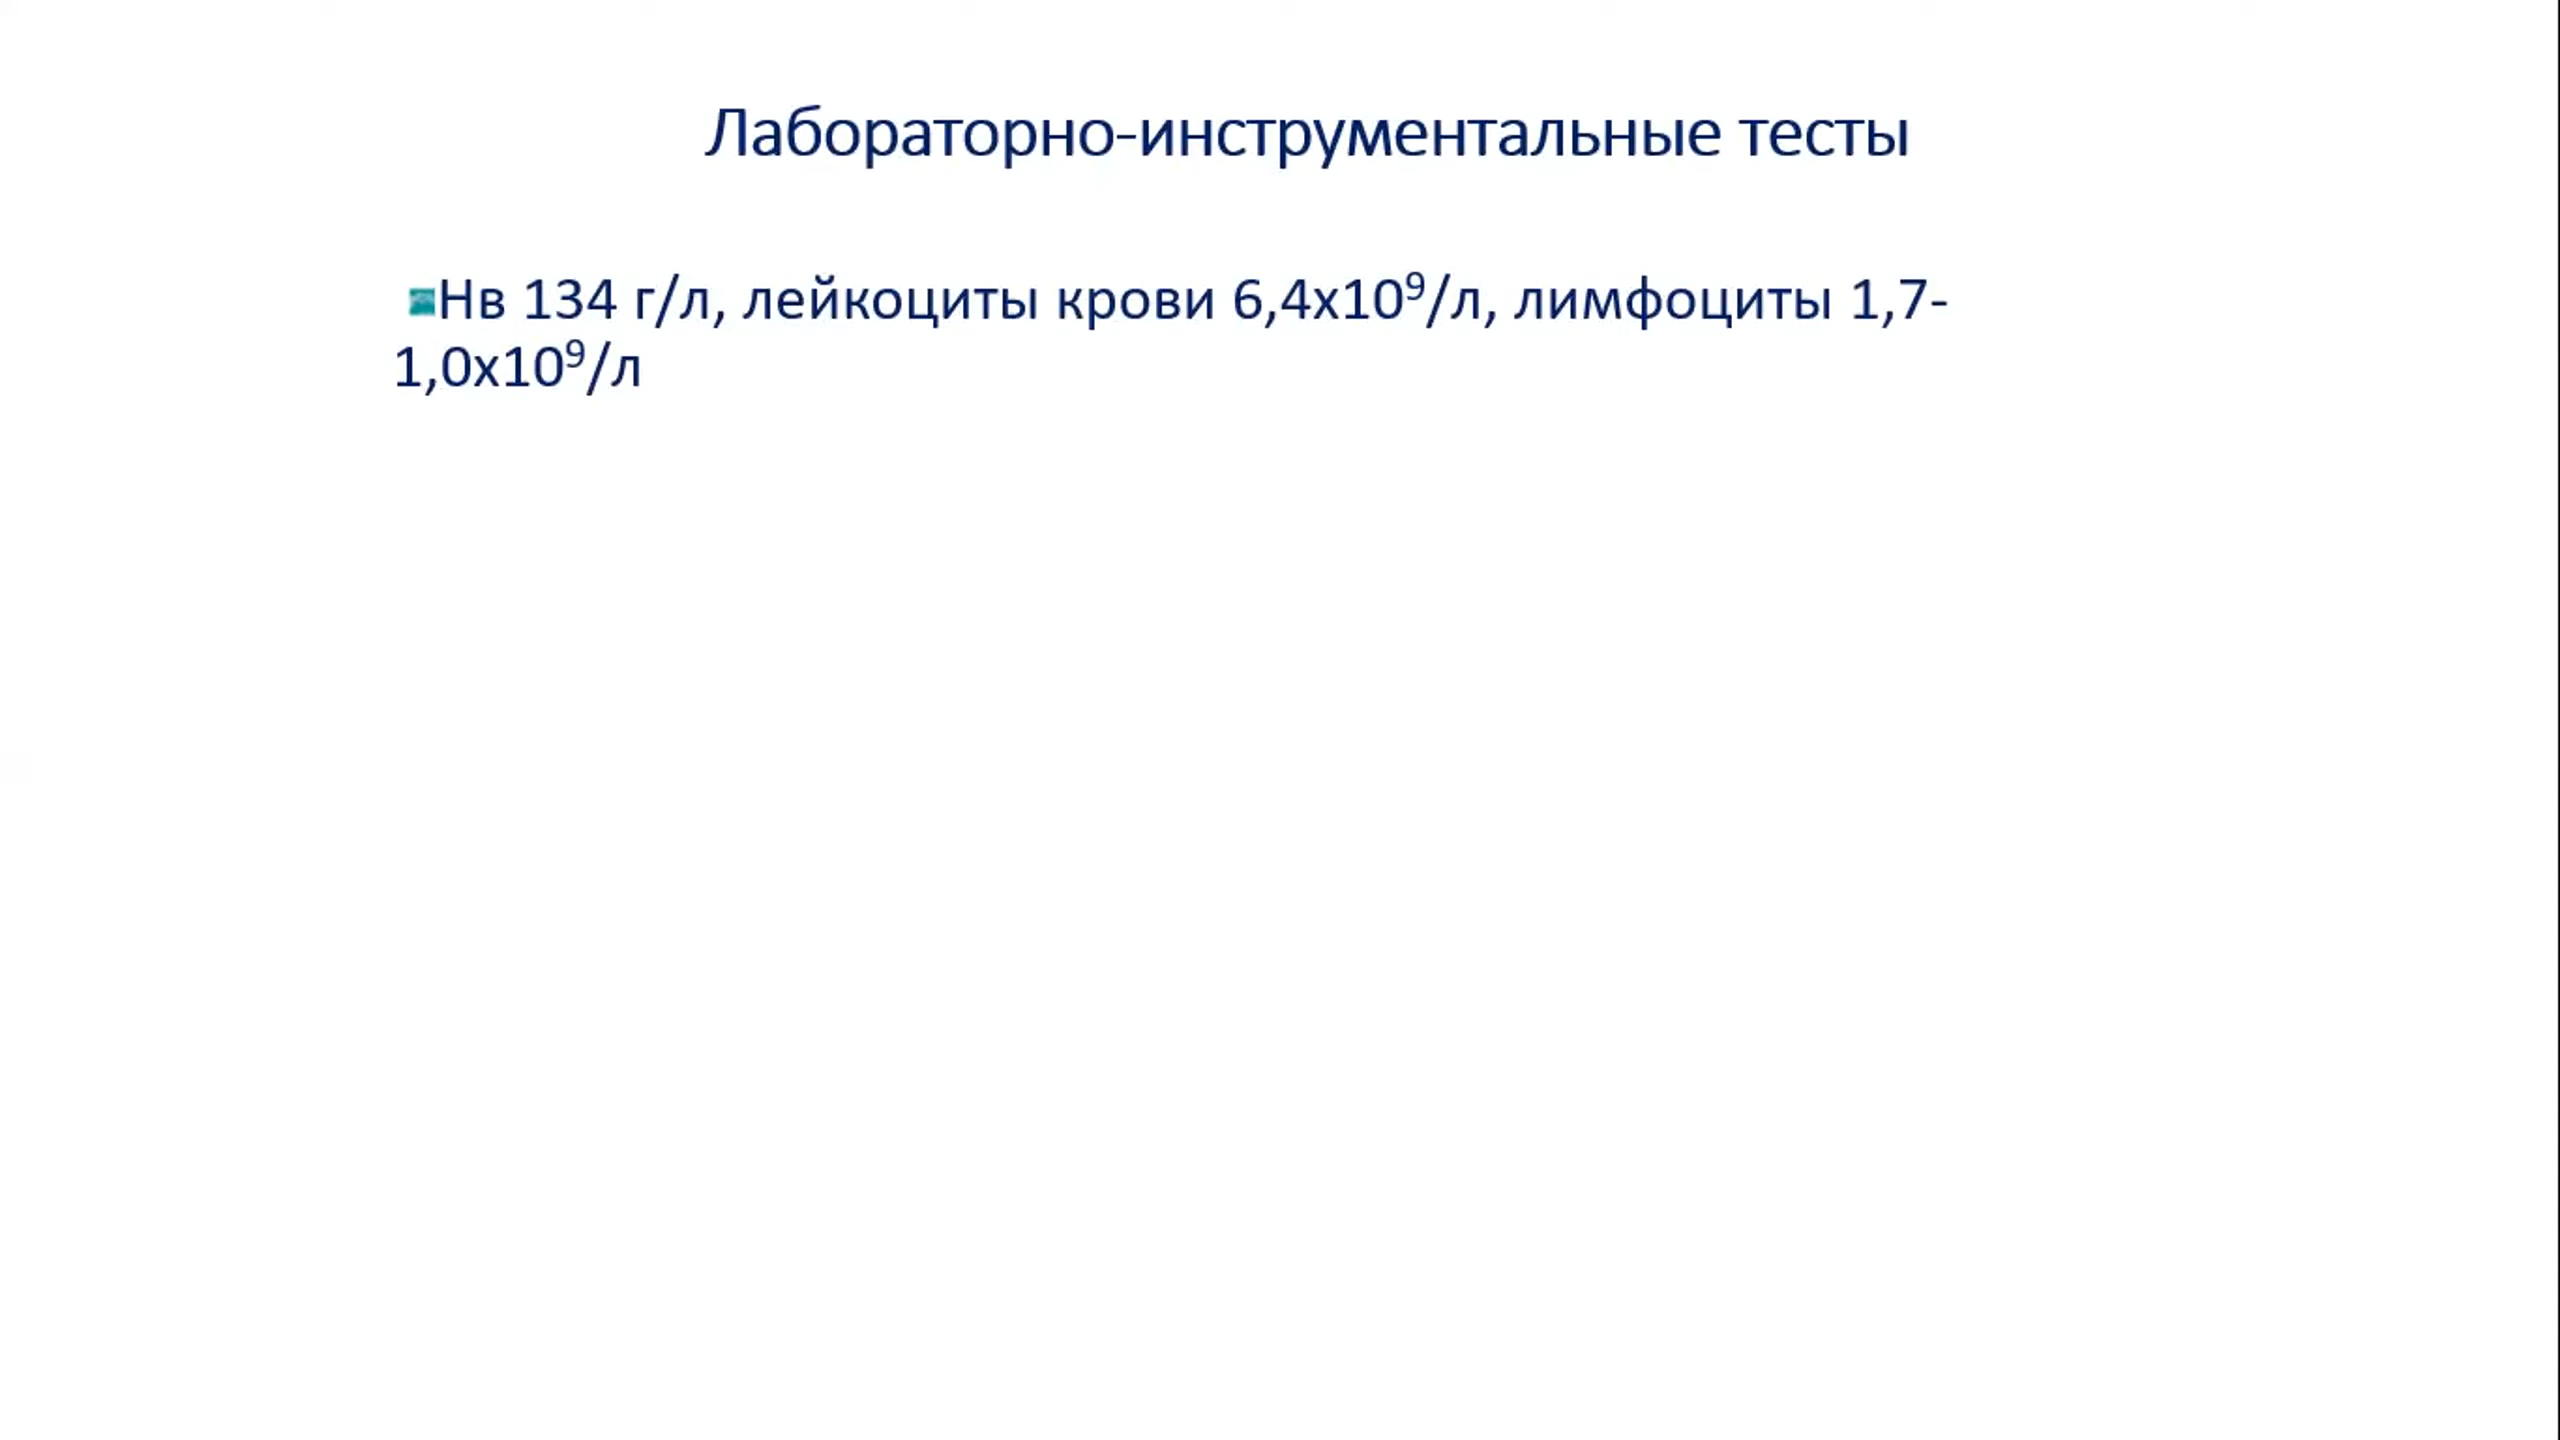 Лабораторно-инструментальные тесты
Нв 134 г/л, лейкоциты крови 6,4х10⁹/л, лимфоциты 1,7-
1,0х10⁹/л